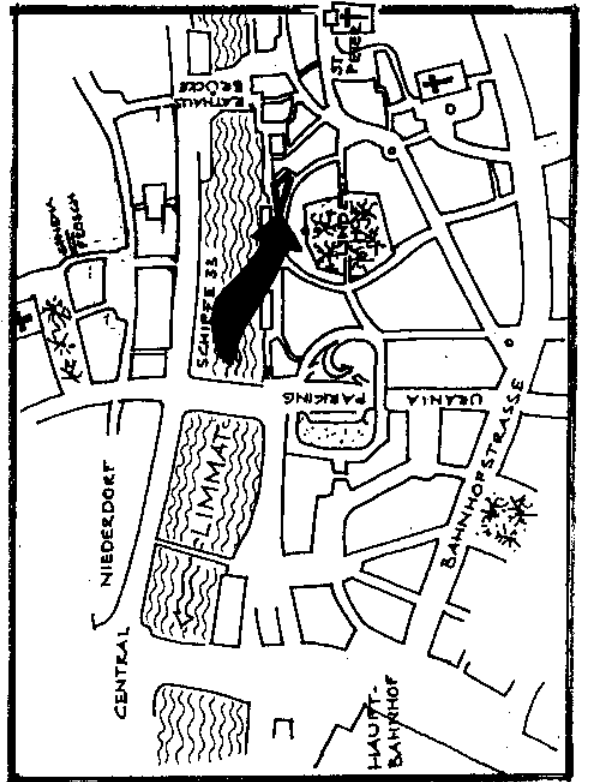 ST.
PETER
RATHAUS
BRÜCKE
SCHIPFE 33
PARKING
URANIA
LIMMAT
BAHNHOFSTRASSE
NIEDERDORF
CENTRAL
HAUPT-
BAHNHOF